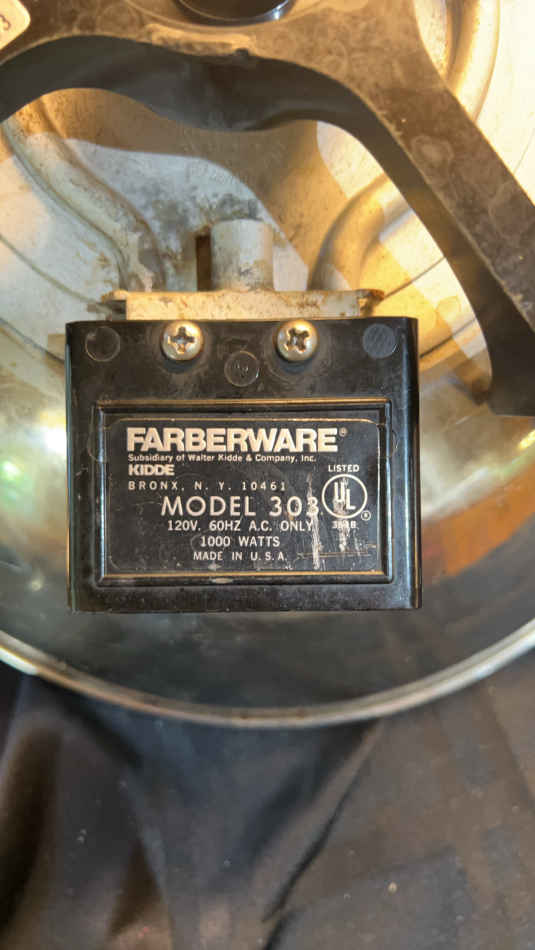 FARBERWARE®
Subsidiary of Walter Kidde & Company, Inc.
KIDDE
LISTED
BRONX, N. Y. 10461
UL
MODEL 303
®
120V. 60HZ A.C. ONLY
1000 WATTS
MADE IN U.S.A.